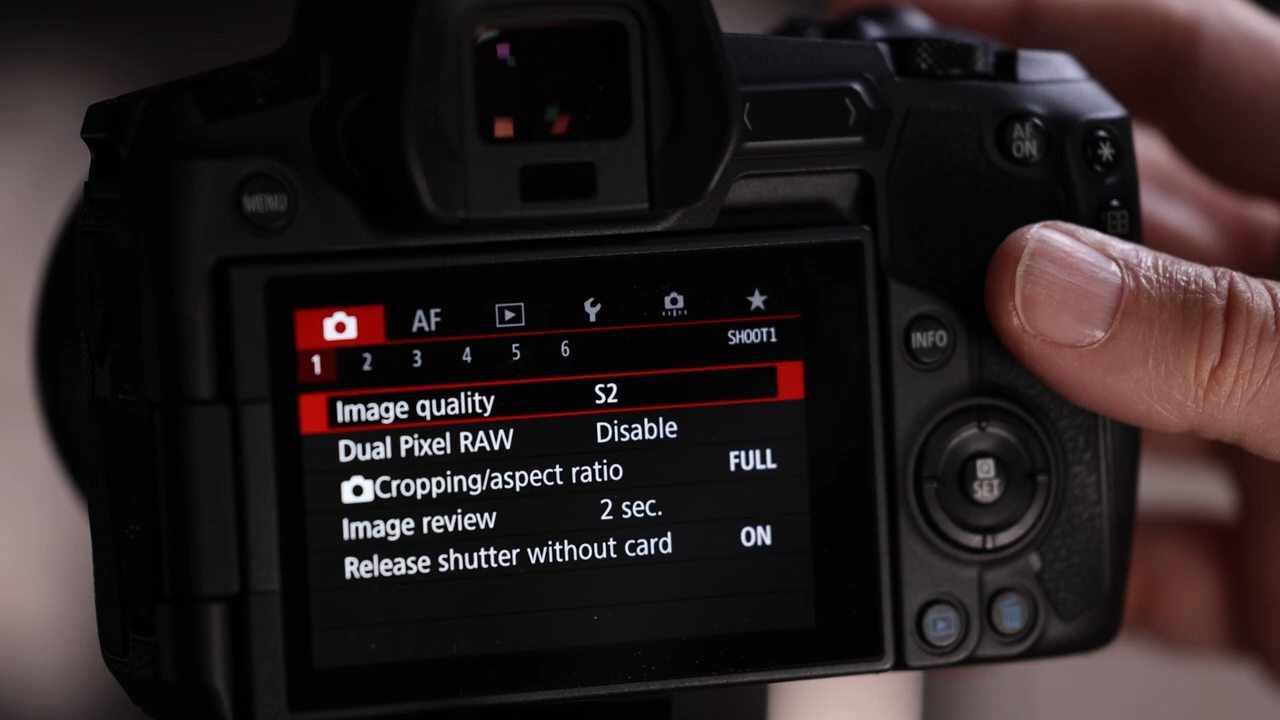 MENU
AF
ON
AF
SHOOT1
1 2 3 4 5 6
Image quality S2
Dual Pixel RAW Disable
Cropping/aspect ratio FULL
Image review 2 sec.
Release shutter without card ON
INFO
Q
SET